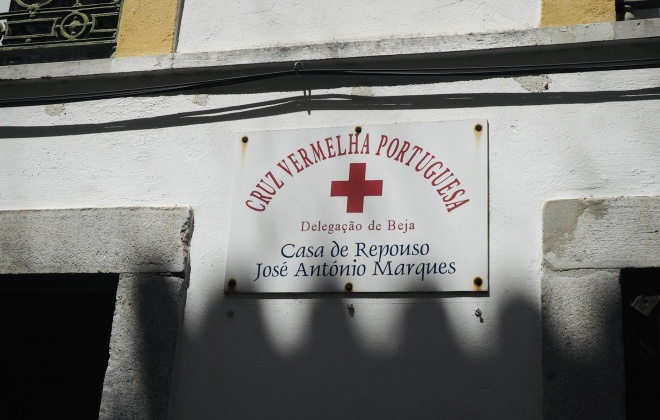 CRUZ VERMELHA PORTUGUESA
Delegação de Beja
Casa de Repouso
José António Marques